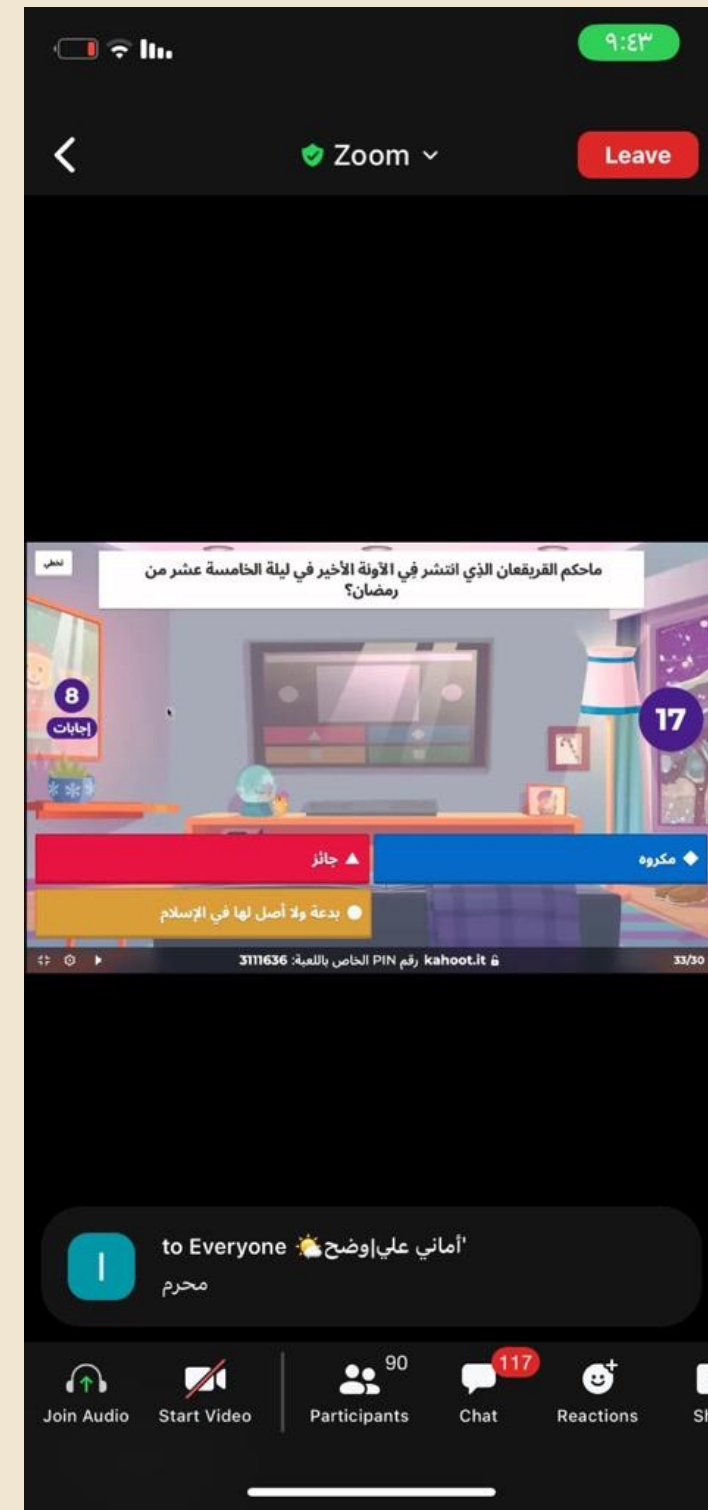 ٩:٤٣
Zoom
Leave
تخطي
ماحكم القريقعان الذِي انتشر فِي الآونة الأخير في ليلة الخامسة عشر من
رمضان؟
8
إجابات
17
جائز
مكروه
بدعة ولا أصل لها في الإسلام
kahoot.it رقم PIN الخاص باللعبة: 3111636
33/30
'أماني علي|وضح to Everyone
محرم
ا
90
117
Join Audio
Start Video
Participants
Chat
Reactions
Sh